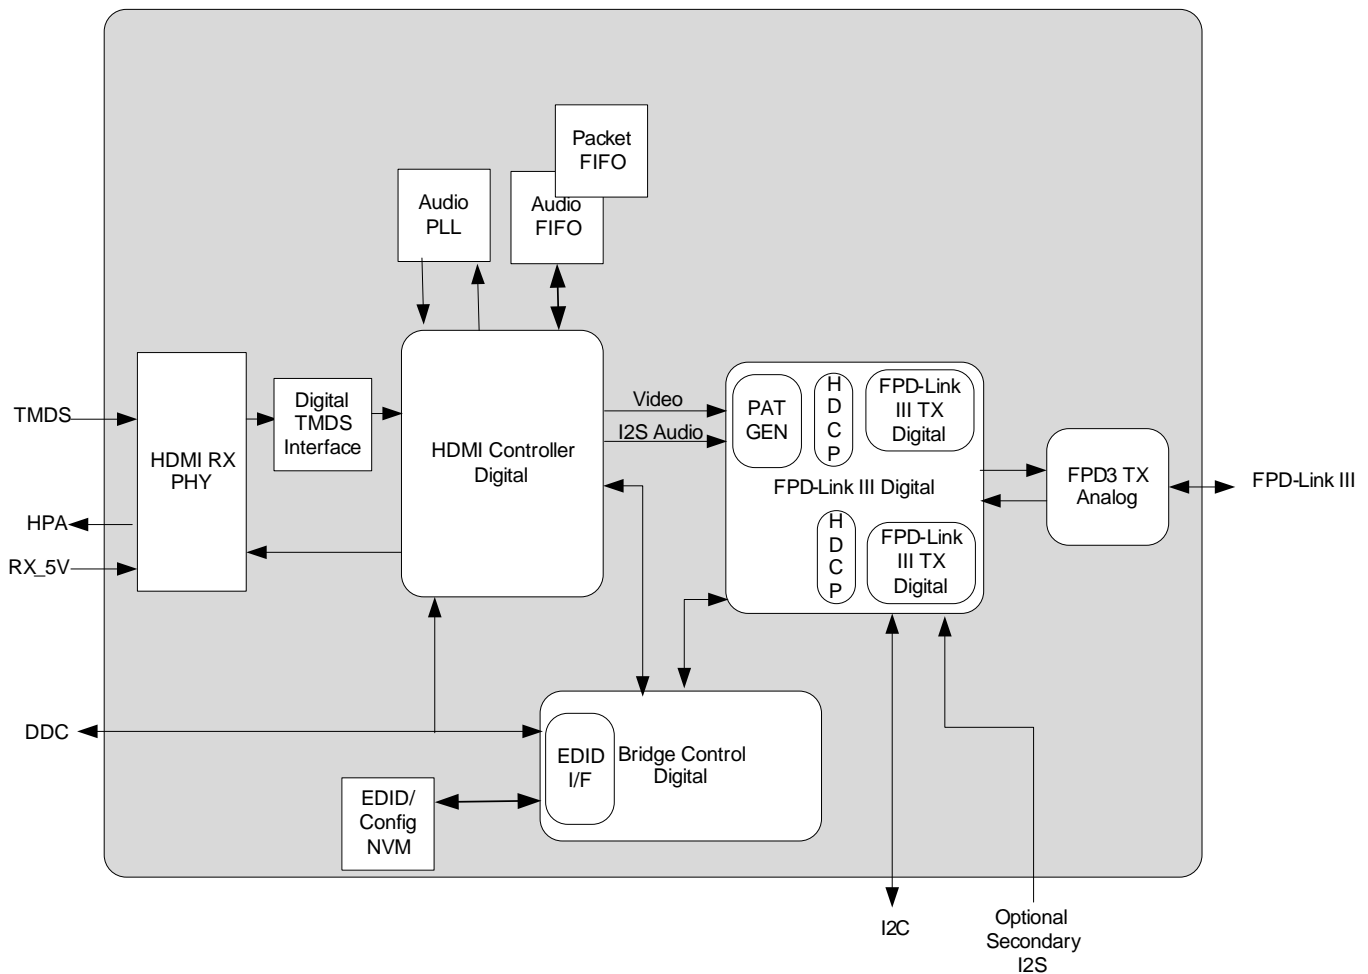 Packet
FIFO
Audio
PLL
Audio
FIFO
TMDS
HPA
RX_5V
HDMI RX
PHY
Digital
TMDS
Interface
HDMI Controller
Digital
Video
I2S Audio
PAT
GEN
H
D
C
P
FPD-Link
III TX
Digital
FPD-Link III Digital
H
D
C
P
FPD-Link
III TX
Digital
FPD3 TX
Analog
FPD-Link III
DDC
EDID
I/F
Bridge Control
Digital
EDID/
Config
NVM
I2C
Optional
Secondary
I2S